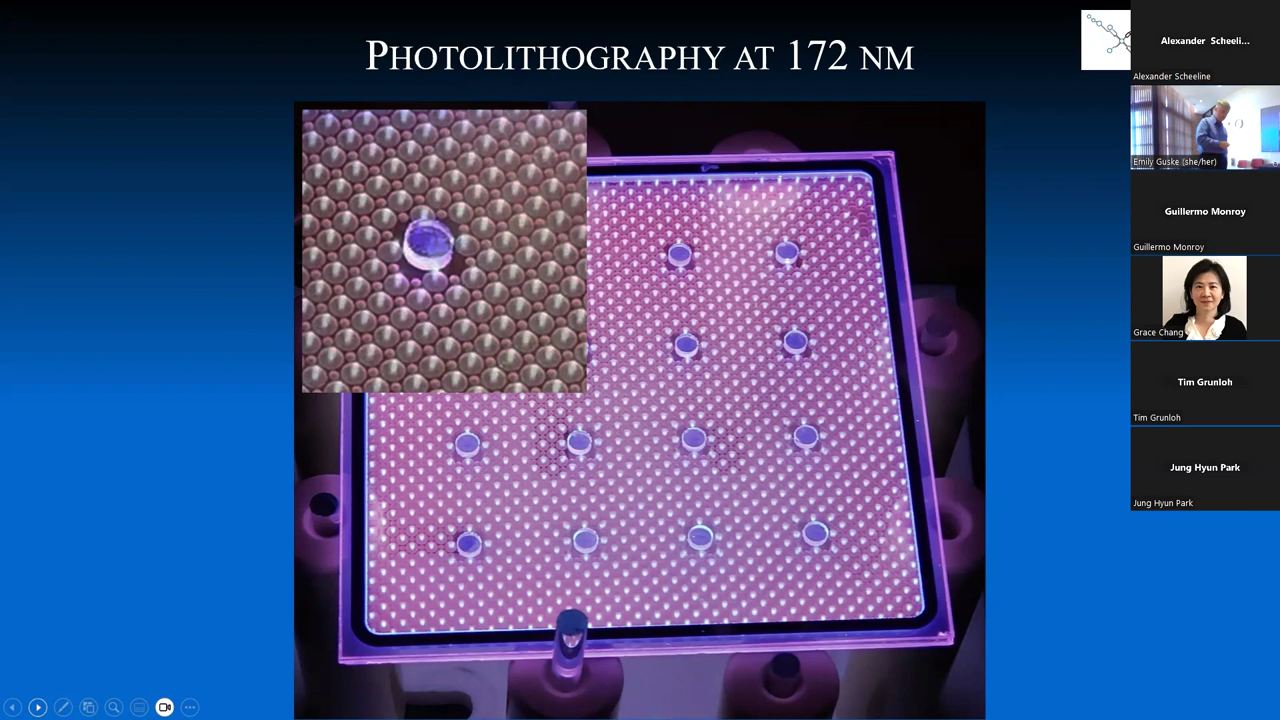 PHOTOLITHOGRAPHY AT 172 NM
Alexander Scheeli...
Alexander Scheeline
Emily Guske (she/her)
Guillermo Monroy
Guillermo Monroy
Grace Chang
Tim Grunloh
Tim Grunloh
Jung Hyun Park
Jung Hyun Park